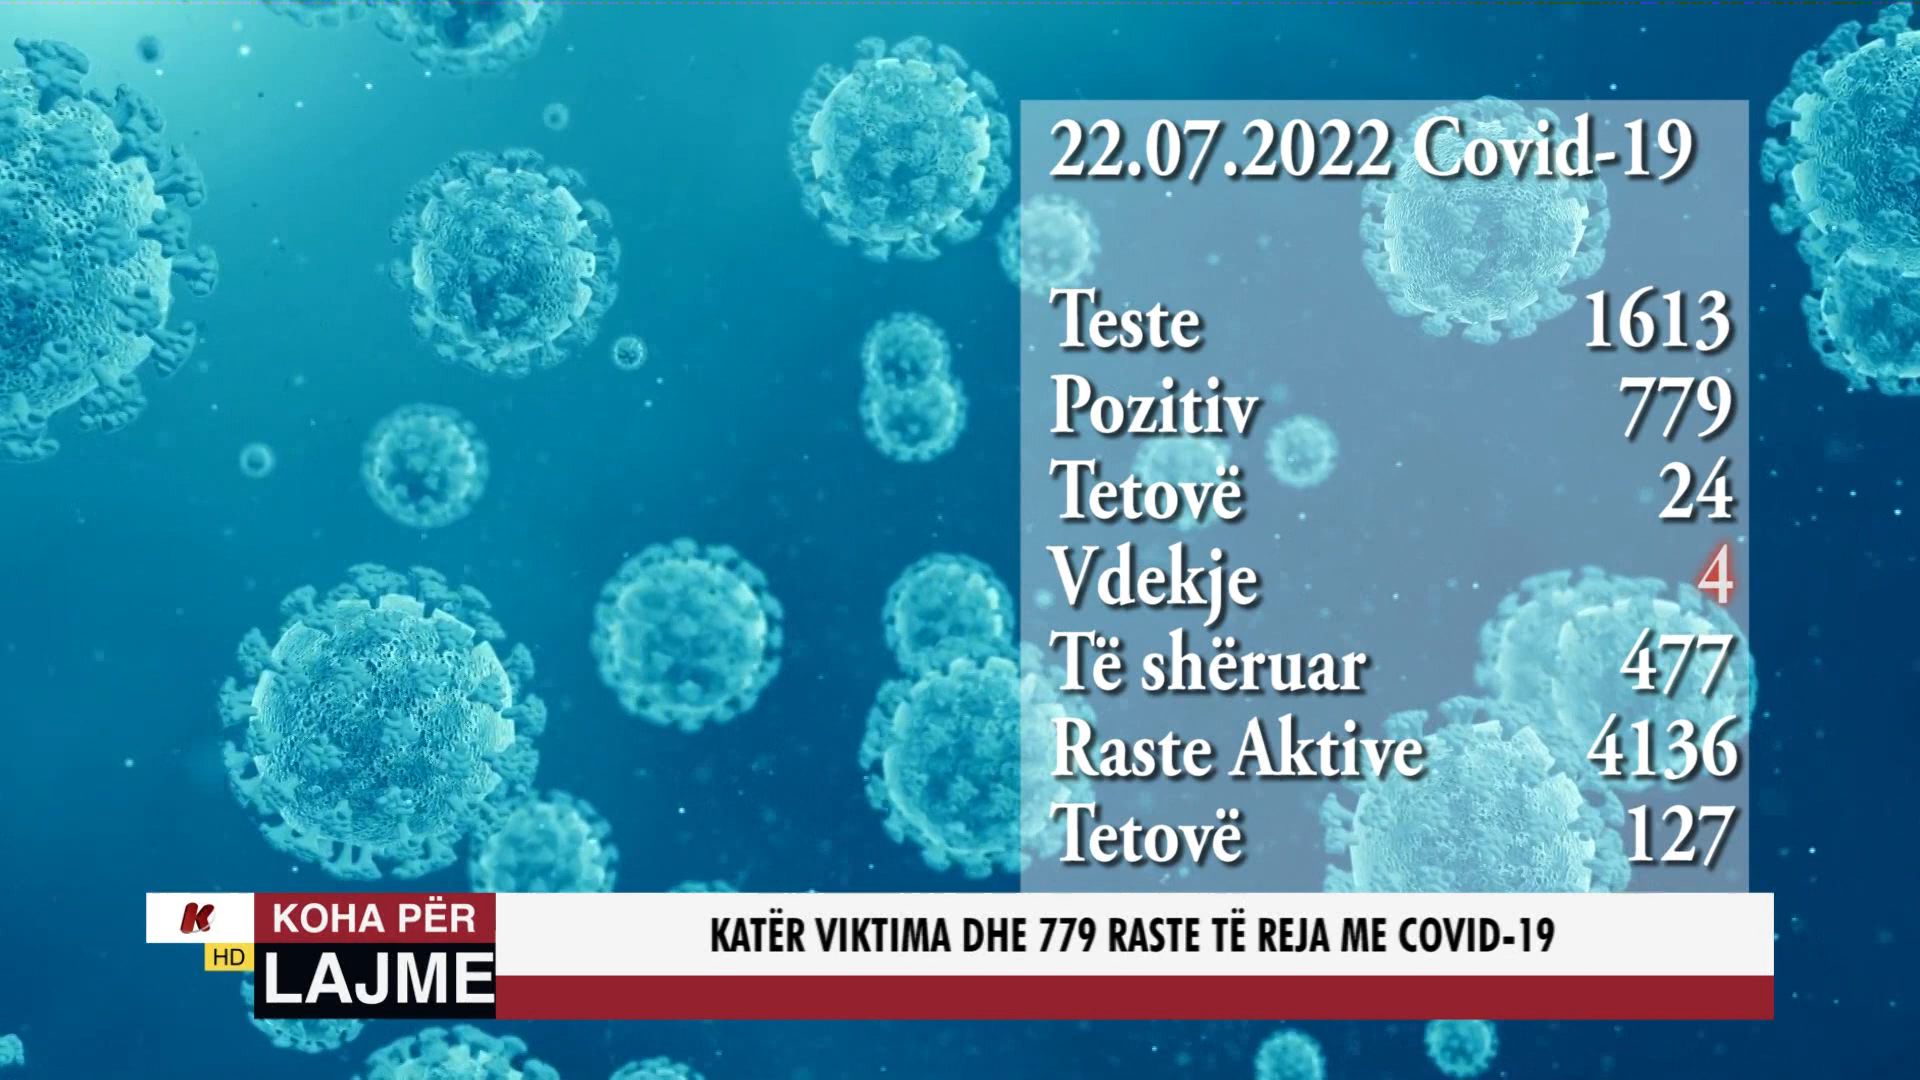 22.07.2022 Covid-19
Teste 1613
Pozitiv 779
Tetovë 24
Vdekje 4
Të shëruar 477
Raste Aktive 4136
Tetovë 127
K
HD
KOHA PËR
LAJME
KATËR VIKTIMA DHE 779 RASTE TË REJA ME COVID-19